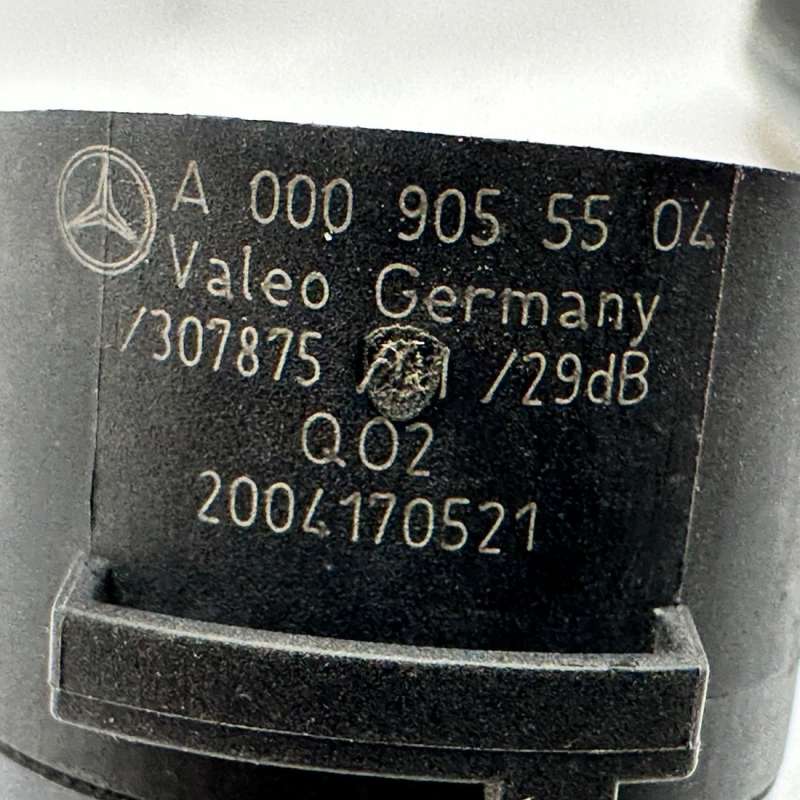 A 000 905 55 04
Valeo Germany
/307875 / /29dB
Q02
2004170521